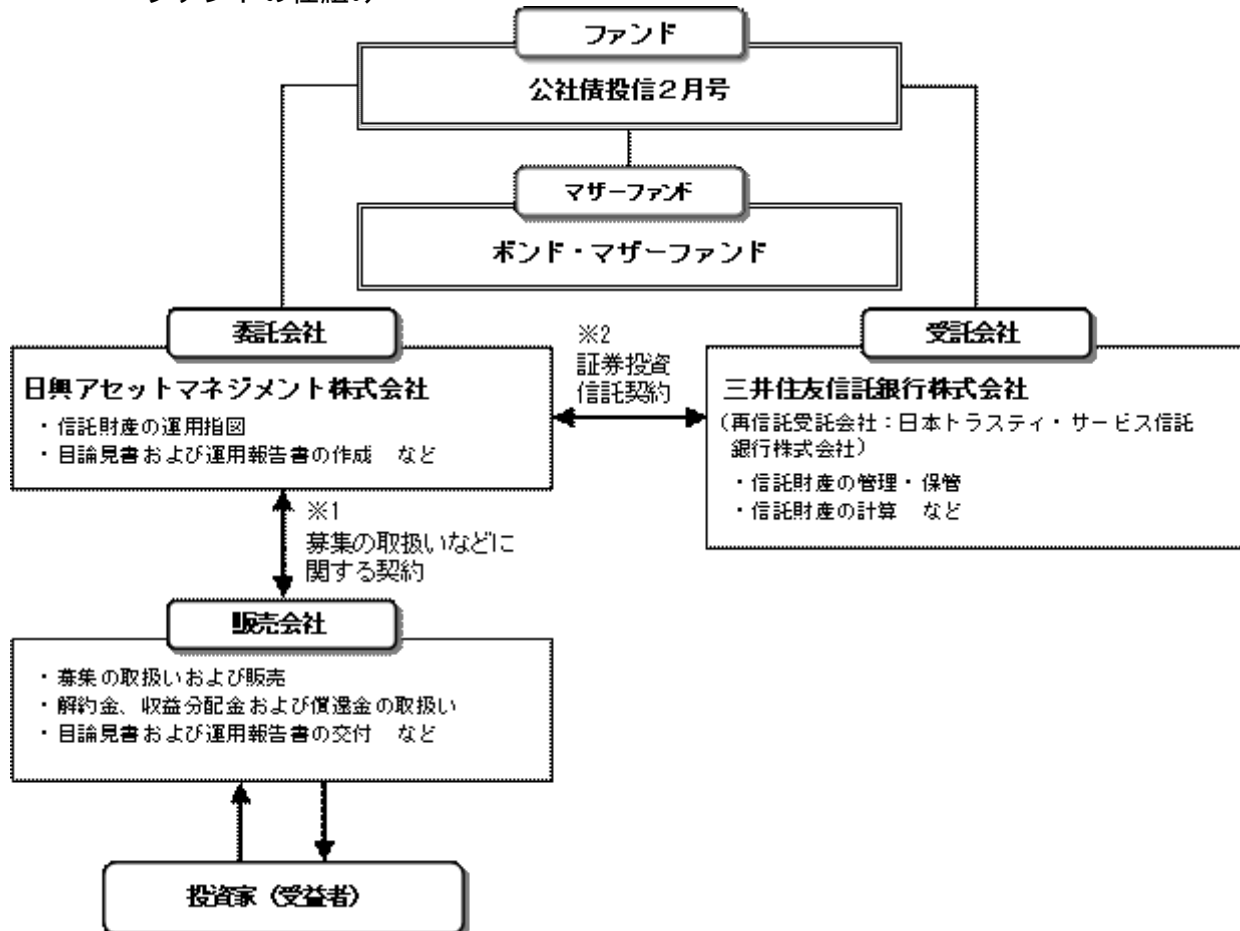 ファンドの仕組み
ファンド
公社債投信2月号
マザーファンド
ボンド・マザーファンド
委託会社
日興アセットマネジメント株式会社
・信託財産の運用指図
・目論見書および運用報告書の作成 など
※2
証券投資
信託契約
受託会社
三井住友信託銀行株式会社
(再信託受託会社:日本トラスティ・サービス信託
銀行株式会社)
・信託財産の管理・保管
・信託財産の計算 など
※1
募集の取扱いなどに
関する契約
販売会社
・募集の取扱いおよび販売
・解約金、収益分配金および償還金の取扱い
・目論見書および運用報告書の交付 など
投資家(受益者)